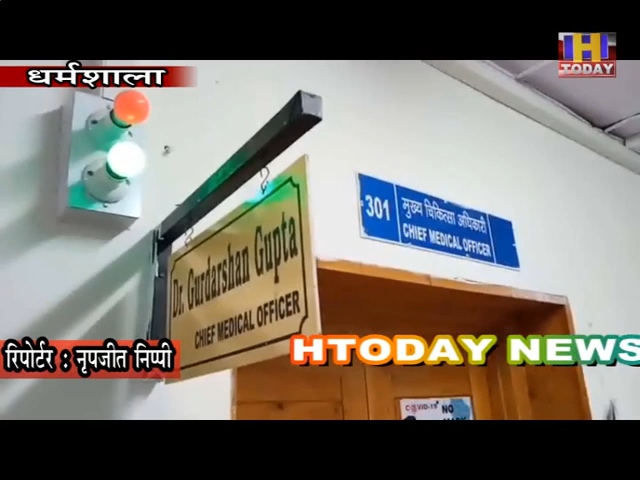 धर्मशाला
H
TODAY
301
मुख्य चिकित्सा अधिकारी
CHIEF MEDICAL OFFICER
Dr. Gurdarshan Gupta
CHIEF MEDICAL OFFICER
रिपोर्टर : नृपजीत निप्पी
HTODAY NEWS
COVID-19
NO